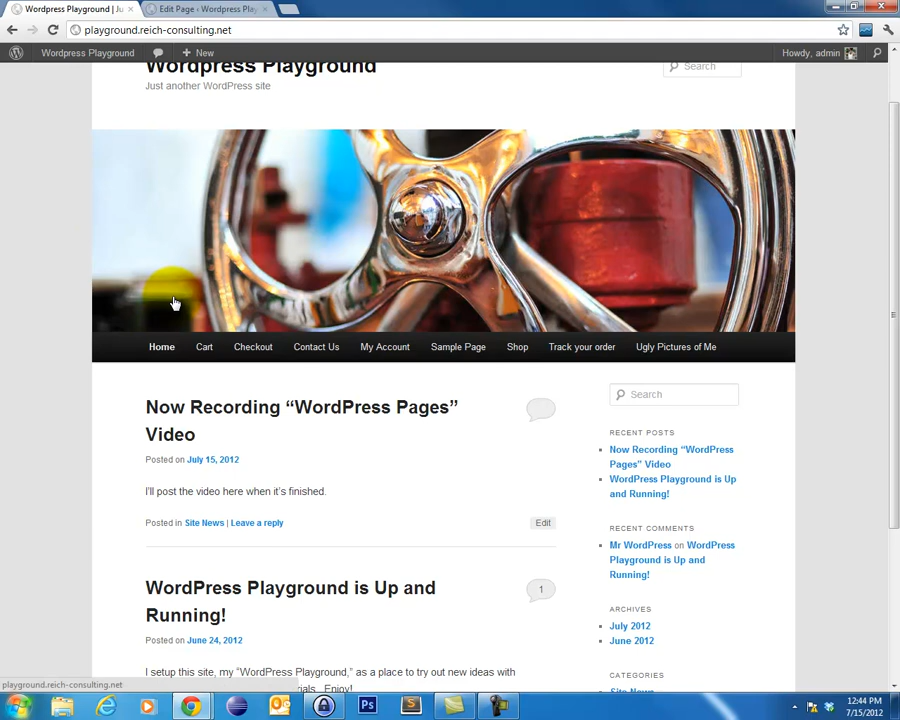 Wordpress Playground | Ju
Edit Page ‹ Wordpress Play
playground.reich-consulting.net
Wordpress Playground
New
Howdy, admin
Wordpress Playground
Just another WordPress site
Search
Home
Cart
Checkout
Contact Us
My Account
Sample Page
Shop
Track your order
Ugly Pictures of Me
Now Recording “WordPress Pages”
Video
Posted on July 15, 2012
I’ll post the video here when it’s finished.
Posted in Site News | Leave a reply
Edit
WordPress Playground is Up and
Running!
1
Posted on June 24, 2012
I setup this site, my “WordPress Playground,” as a place to try out new ideas with
Enjoy!
Search
RECENT POSTS
Now Recording “WordPress
Pages” Video
WordPress Playground is Up
and Running!
RECENT COMMENTS
Mr WordPress on WordPress
Playground is Up and
Running!
ARCHIVES
July 2012
June 2012
CATEGORIES
Site News
playground.reich-consulting.net
Ps
S
12:44 PM
7/15/2012